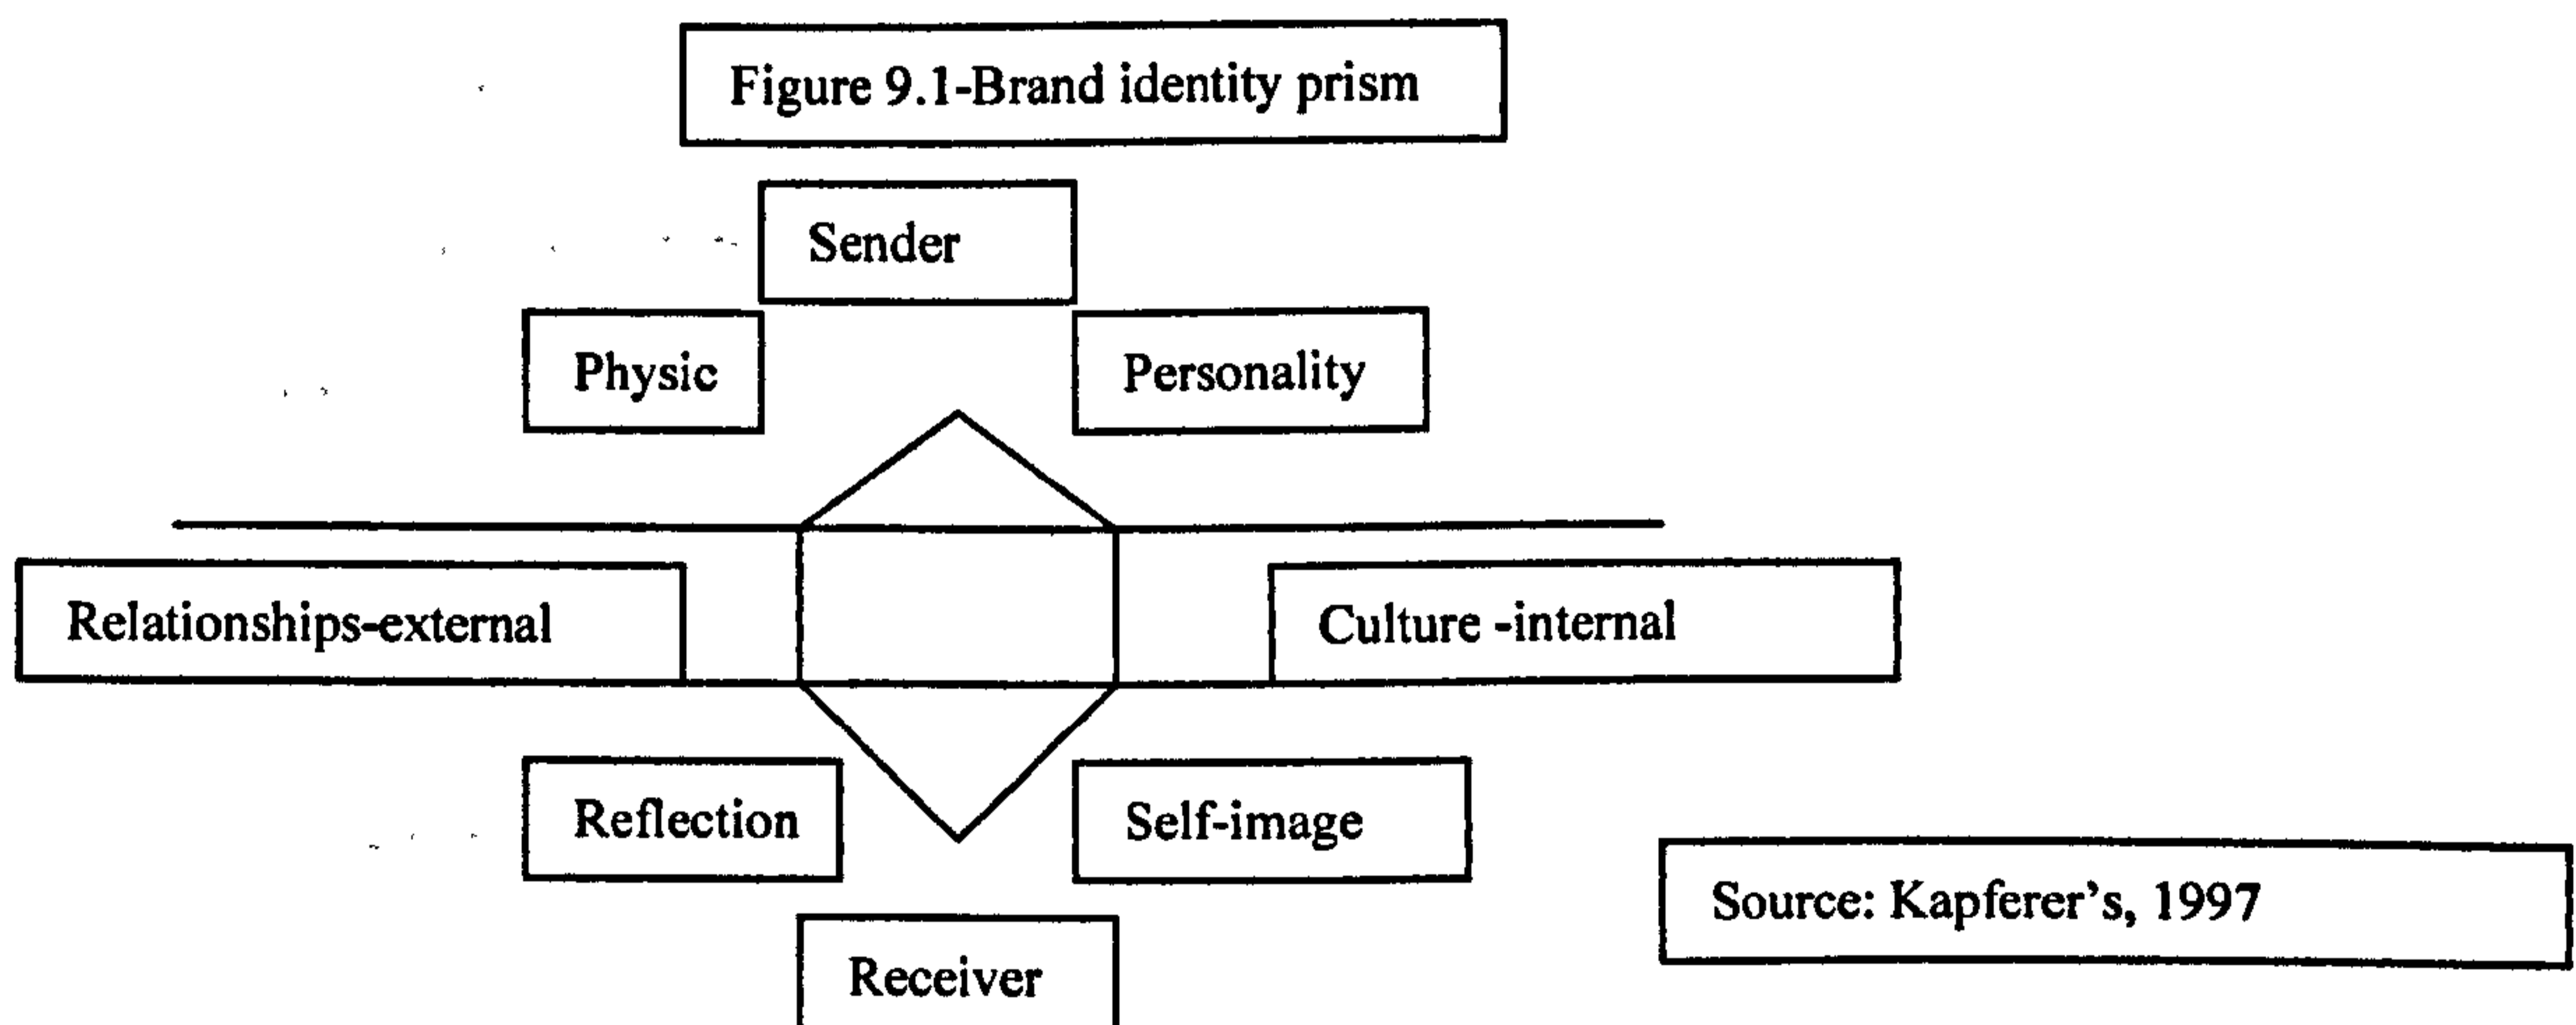 Figure 9.1-Brand identity prism
Sender
Physic
Personality
Relationships-external
Culture -internal
Reflection
Self-image
Source: Kapferer's, 1997
Receiver